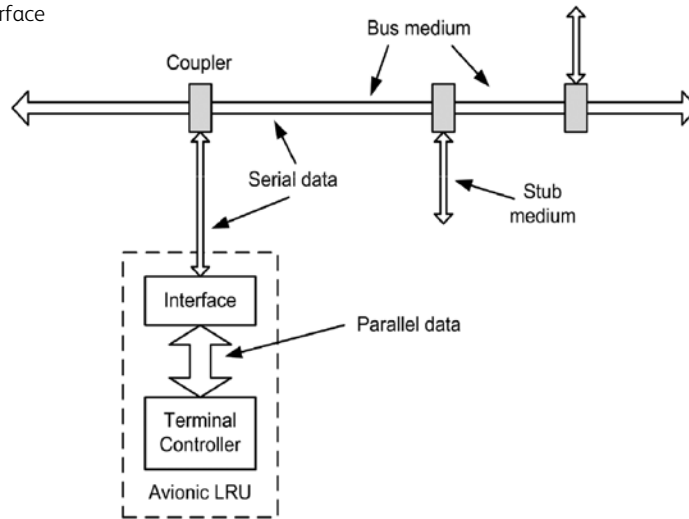 rface
Bus medium
Coupler
Serial data
Stub
medium
Interface
Parallel data
Terminal
Controller
Avionic LRU